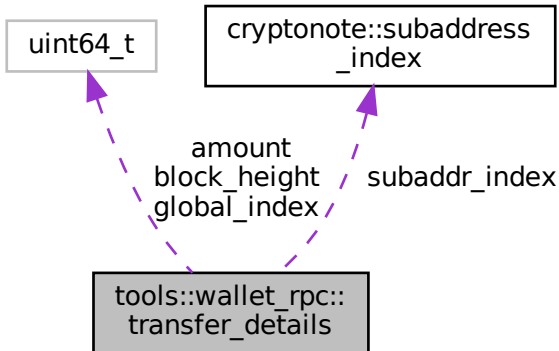 uint64_t
cryptonote::subaddress
_index
amount
block_height
global_index
subaddr_index
tools::wallet_rpc::
transfer_details